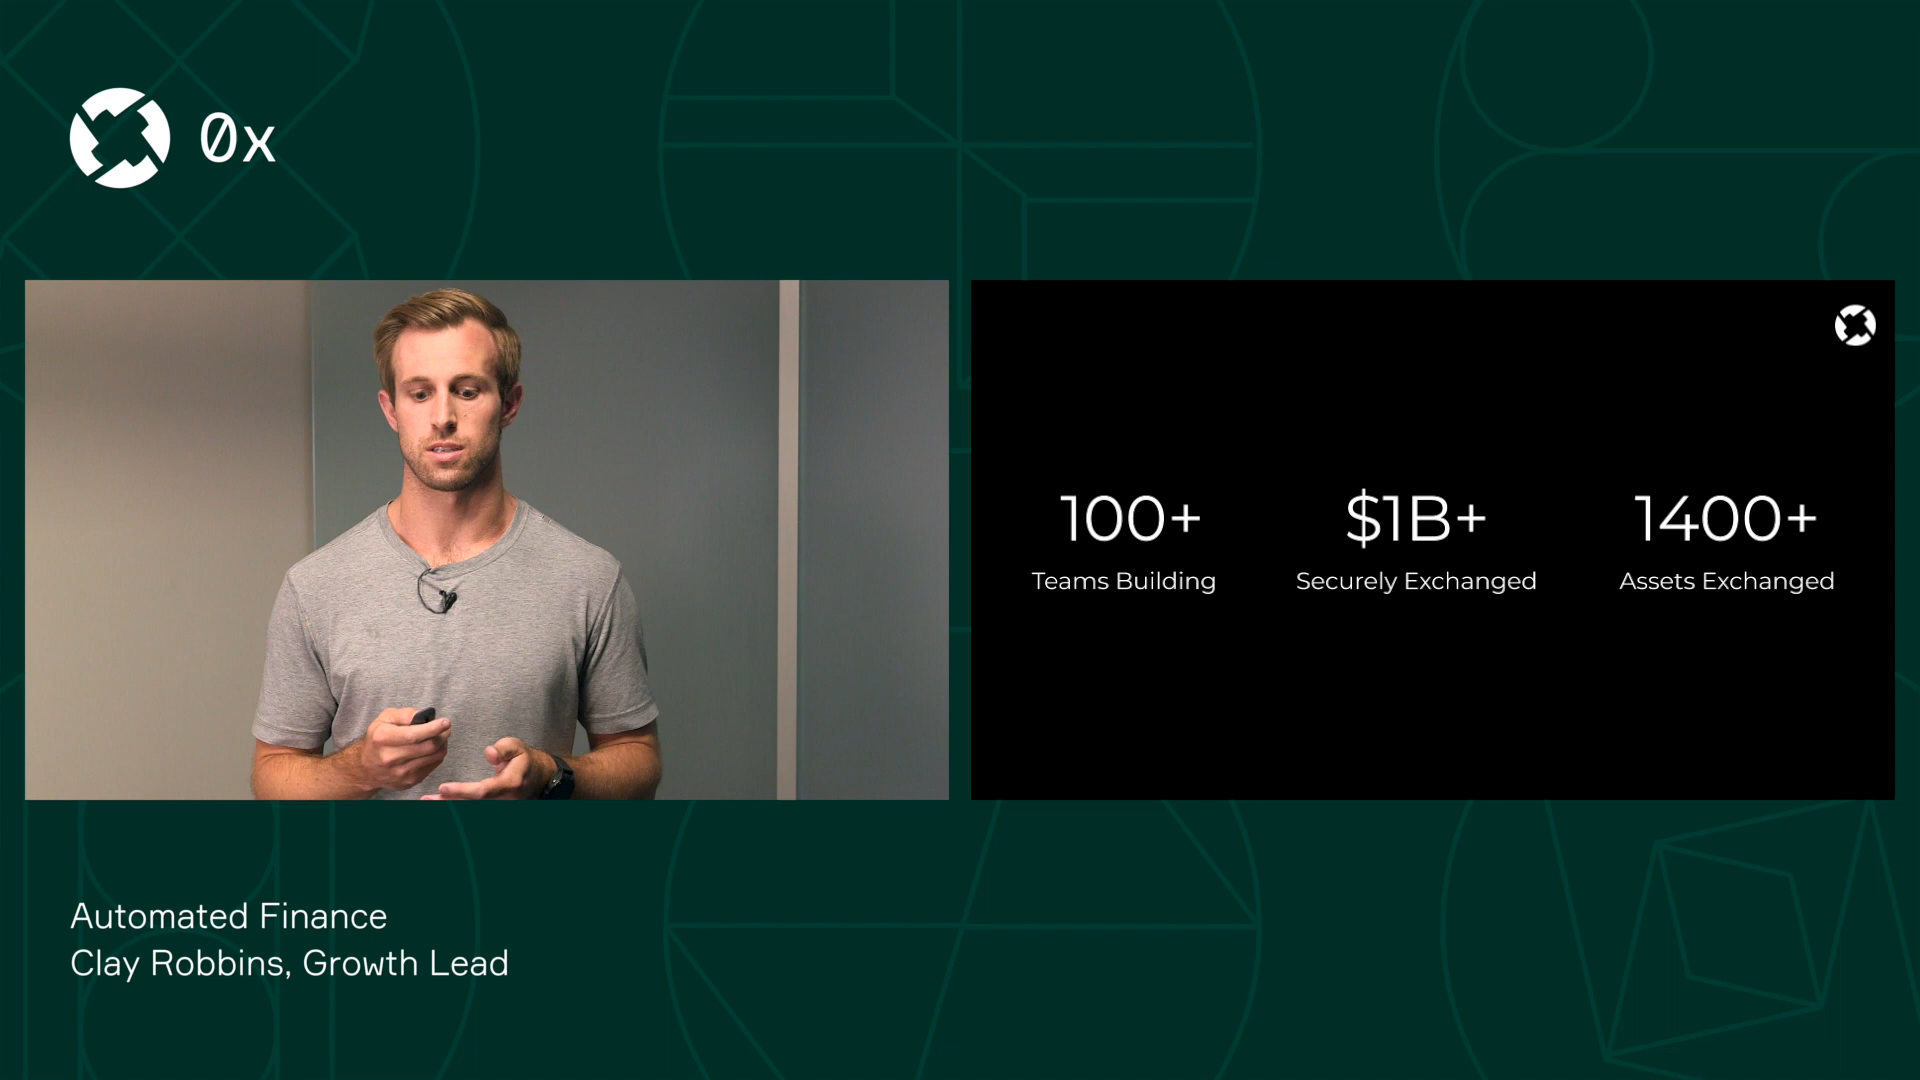 0x
100+
Teams Building
$1B+
Securely Exchanged
1400+
Assets Exchanged
Automated Finance
Clay Robbins, Growth Lead